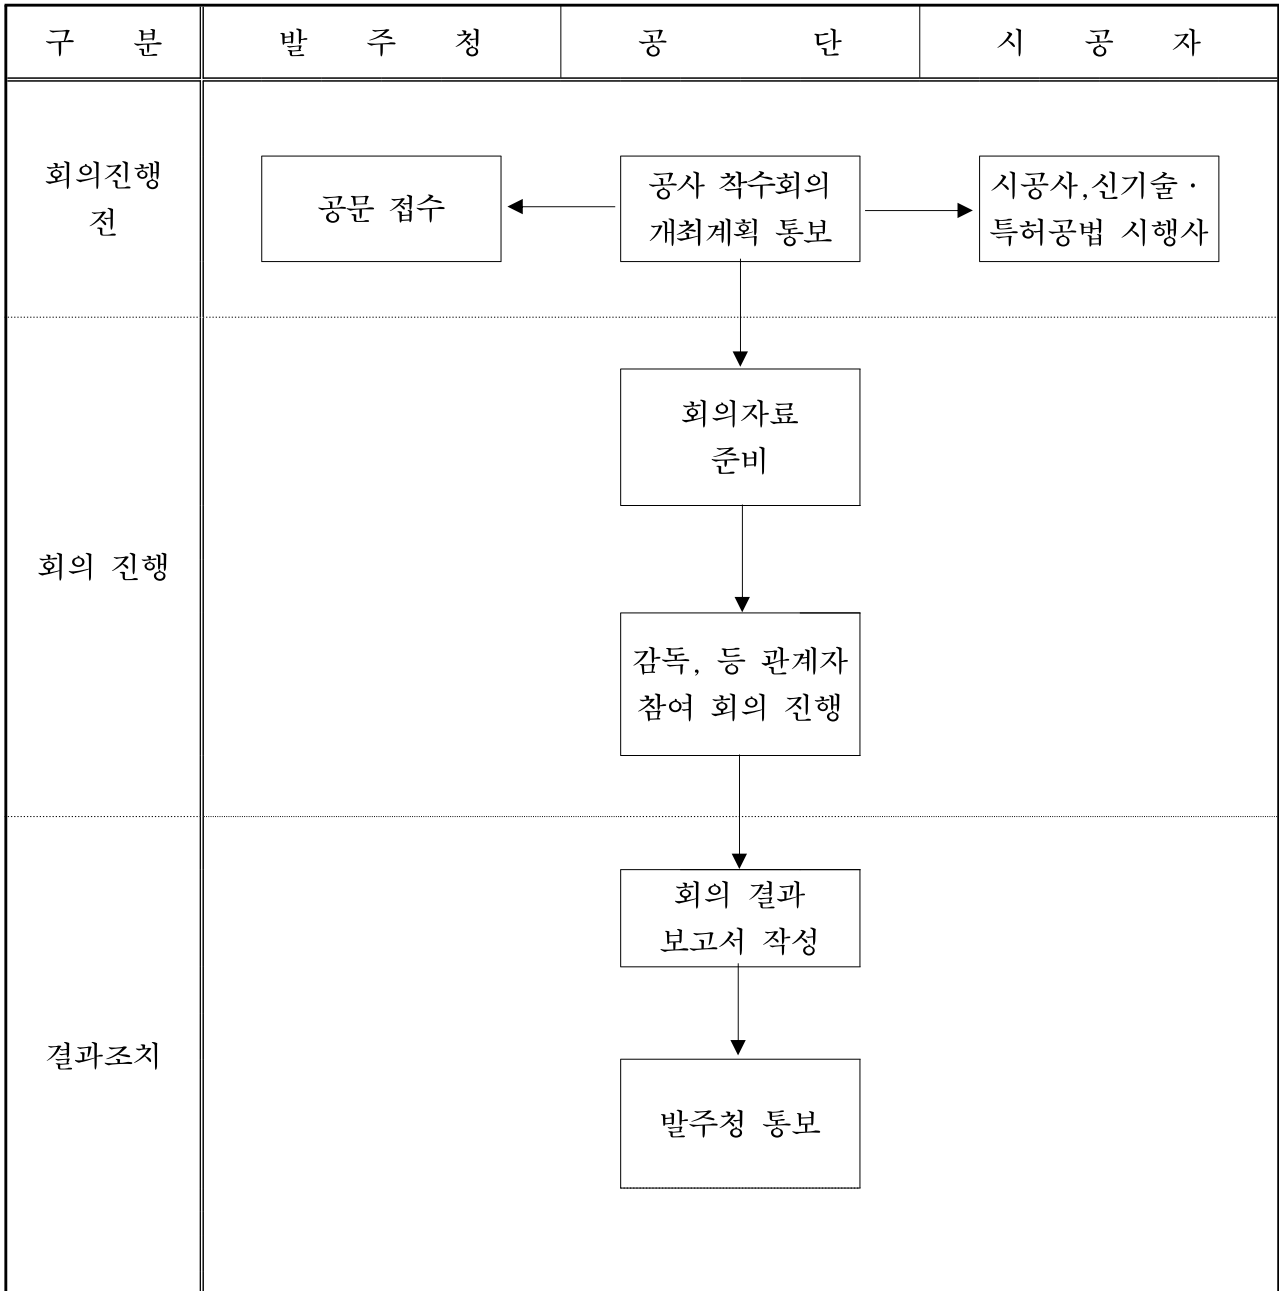 구 분 발 주 청 공 단 시 공 자
회의진행
전
공문 접수
공사 착수회의
개최계획 통보
시공사,신기술·
특허공법 시행사
회의 진행
회의자료
준비
감독, 등 관계자
참여 회의 진행
결과조치
회의 결과
보고서 작성
발주청 통보